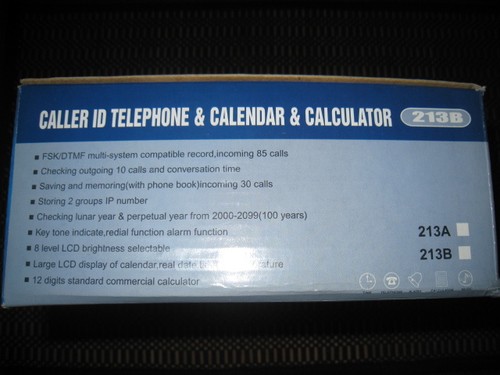 CALLER ID TELEPHONE & CALENDAR & CALCULATOR 213B
FSK/DTMF multi-system compatible record,incoming 85 calls
Checking outgoing 10 calls and conversation time
Saving and memoring(with phone book)incoming 30 calls
Storing 2 groups IP number
Checking lunar year & perpetual year from 2000-2099(100 years)
Key tone indicate,redial function alarm function
8 level LCD brightness selectable
Large LCD display of calendar,real date
12 digits standard commercial calculator
213A
213B